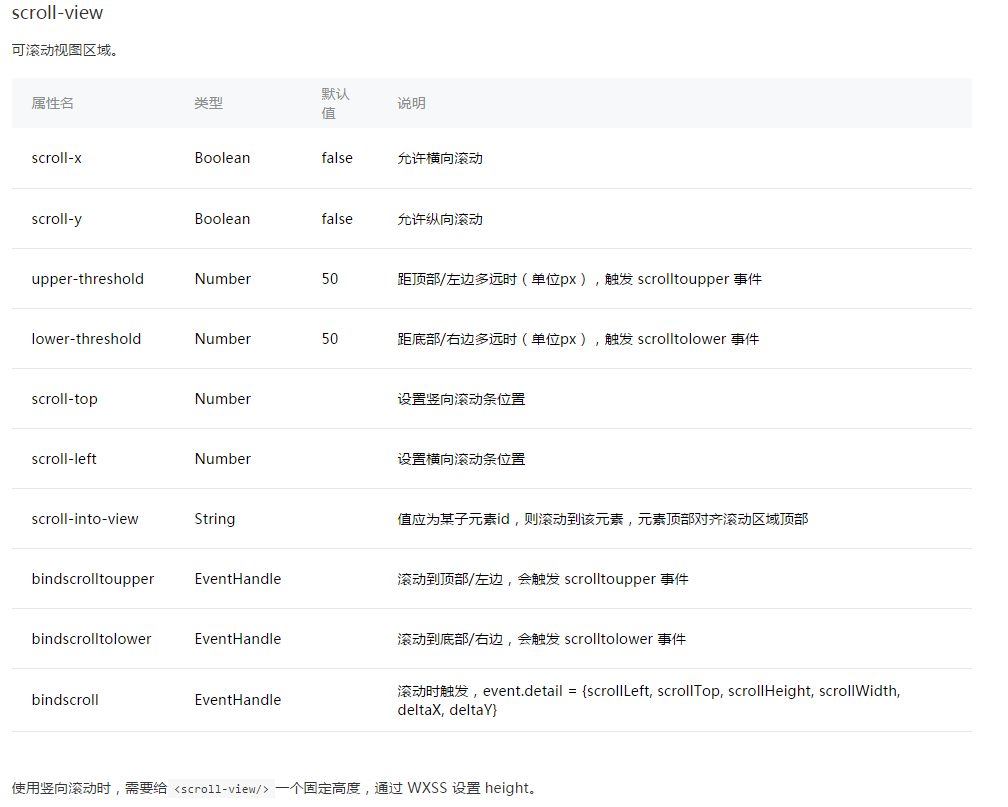 scroll-view
可滚动视图区域。
属性名 类型 默认值 说明
scroll-x Boolean false 允许横向滚动
scroll-y Boolean false 允许纵向滚动
upper-threshold Number 50 距顶部/左边多远时（单位px），触发 scrolltoupper 事件
lower-threshold Number 50 距底部/右边多远时（单位px），触发 scrolltolower 事件
scroll-top Number 设置竖向滚动条位置
scroll-left Number 设置横向滚动条位置
scroll-into-view String 值应为某子元素id，则滚动到该元素，元素顶部对齐滚动区域顶部
bindscrolltoupper EventHandle 滚动到顶部/左边，会触发 scrolltoupper 事件
bindscrolltolower EventHandle 滚动到底部/右边，会触发 scrolltolower 事件
bindscroll EventHandle 滚动时触发，event.detail = {scrollLeft, scrollTop, scrollHeight, scrollWidth,
deltaX, deltaY}
使用竖向滚动时，需要给 <scroll-view/> 一个固定高度，通过 WXSS 设置 height。